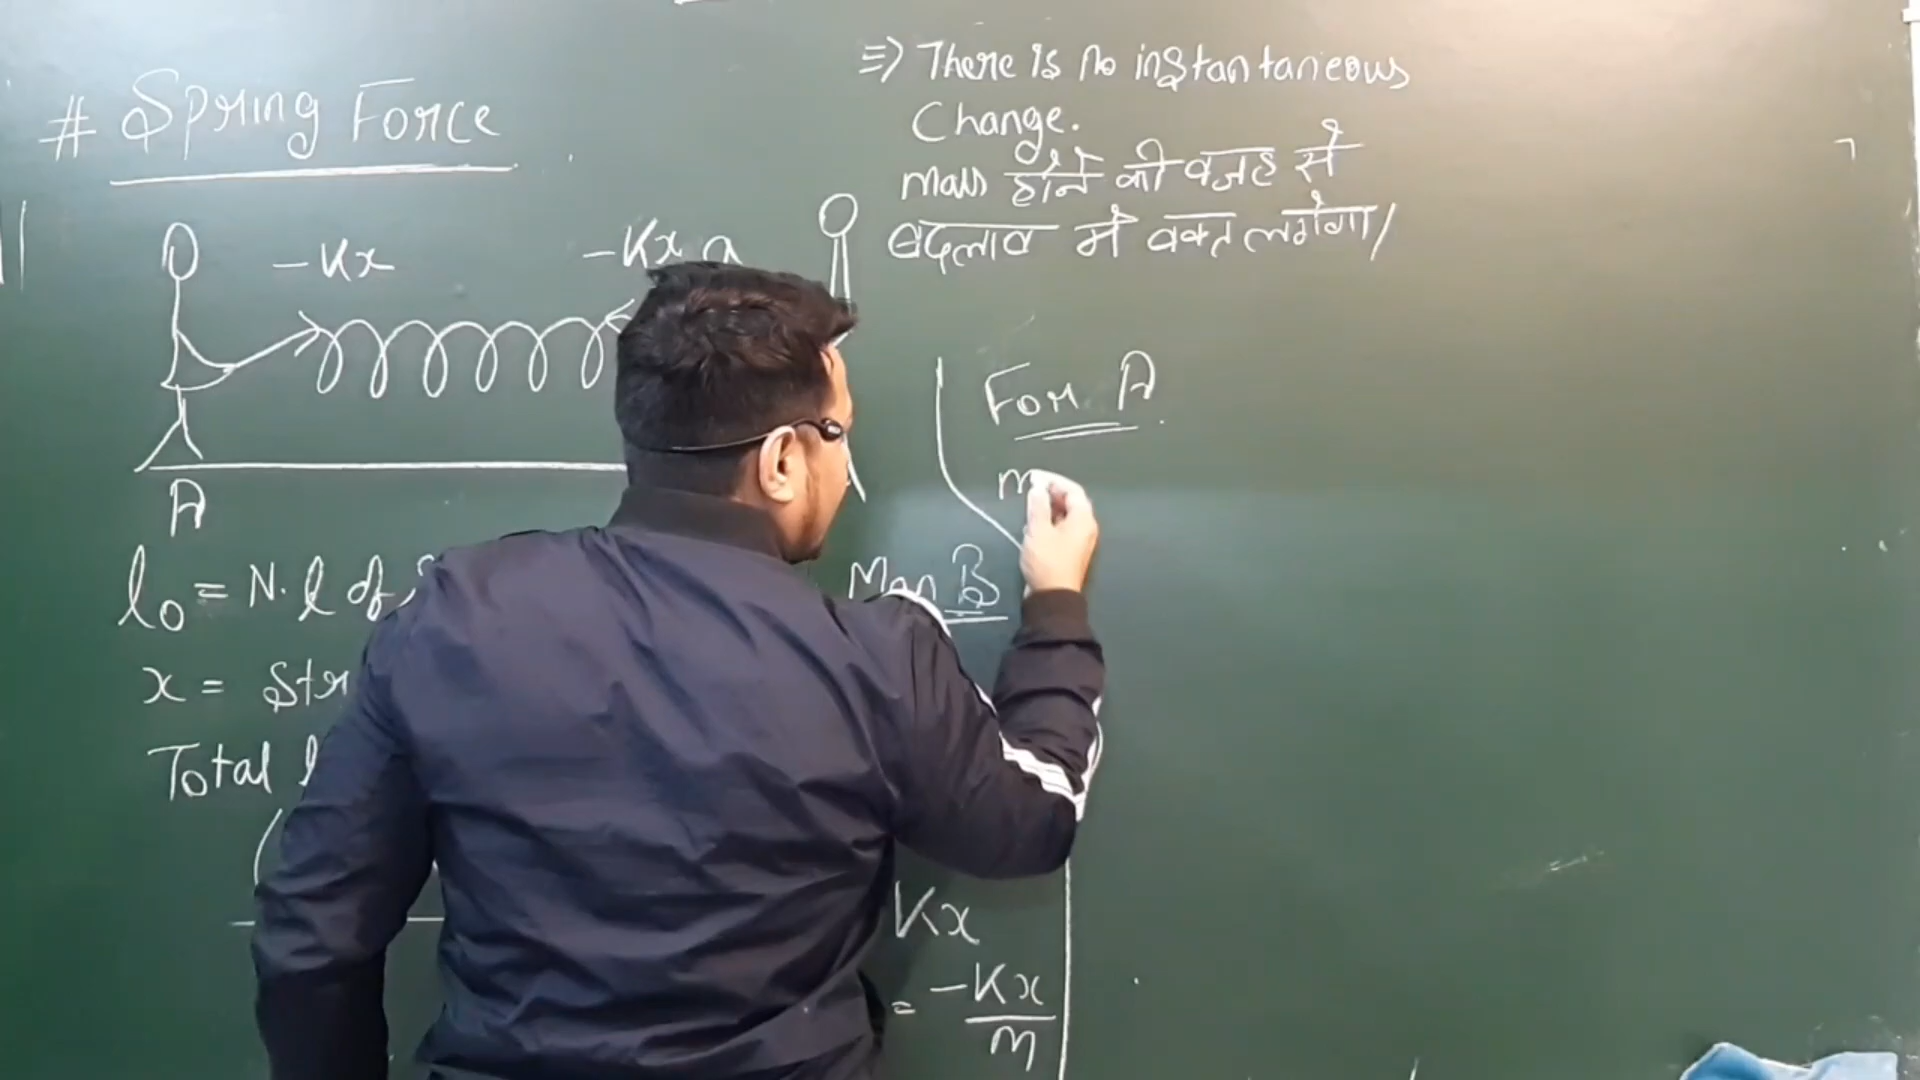 # Spring Force
⇒ There is no instantaneous
Change.
mass होने की वजह से
बदलाव में वक्त लगेगा/
-Kx
-Kx a
A
For A
m
l₀ = N. l of
Man B
x = Str
Total l
Kx
= -Kx/m